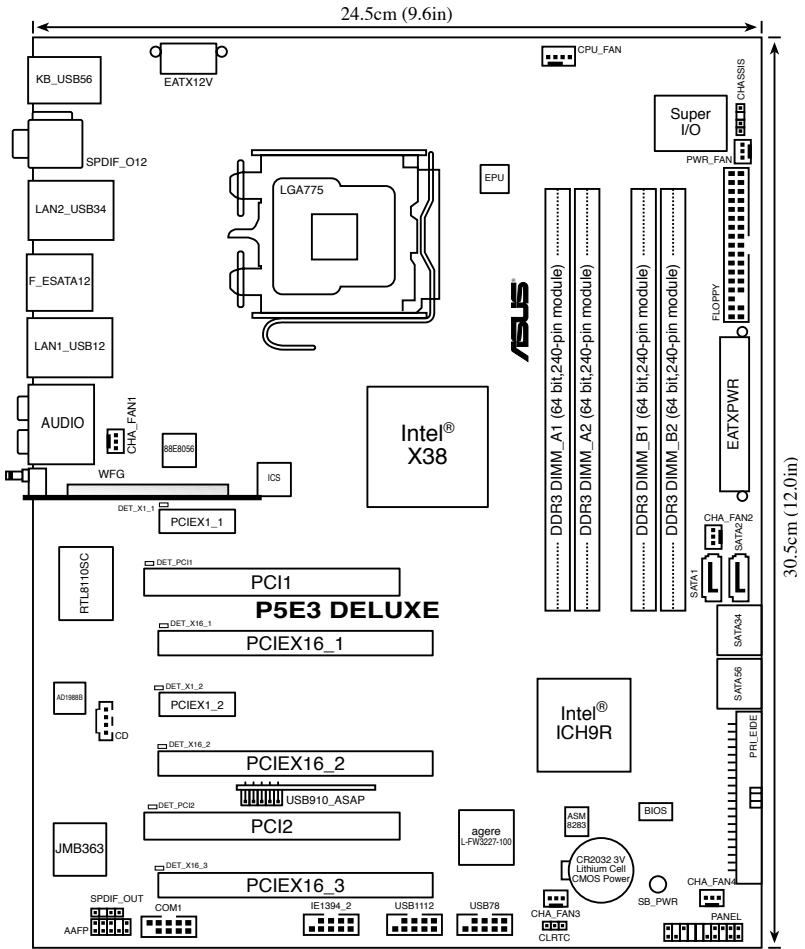 24.5cm (9.6in)
KB_USB56
EATX12V
CPU_FAN
CHASSIS
Super
I/O
PWR_FAN
SPDIF_O12
LGA775
EPU
LAN2_USB34
F_ESATA12
FLOPPY
LAN1_USB12
ASUS
DDR3 DIMM_A1 (64 bit,240-pin module)
DDR3 DIMM_A2 (64 bit,240-pin module)
DDR3 DIMM_B1 (64 bit,240-pin module)
DDR3 DIMM_B2 (64 bit,240-pin module)
EATXPWR
30.5cm (12.0in)
AUDIO
CHA_FAN1
88E8056
Intel®
X38
WFG
ICS
DET_X1_1
PCIEX1_1
CHA_FAN2
SATA2
SATA1
RTL8110SC
DET_PCI1
PCI1
P5E3 DELUXE
DET_X16_1
PCIEX16_1
SATA34
SATA56
AD1988B
DET_X1_2
PCIEX1_2
CD
Intel®
ICH9R
PRI_EIDE
DET_X16_2
PCIEX16_2
USB910_ASAP
DET_PCI2
PCI2
JMB363
agere
L-FW3227-100
ASM
8283
BIOS
CR2032 3V
Lithium Cell
CMOS Power
DET_X16_3
PCIEX16_3
SB_PWR
CHA_FAN4
SPDIF_OUT
AAFP
COM1
IE1394_2
USB1112
USB78
CHA_FAN3
CLRTC
PANEL